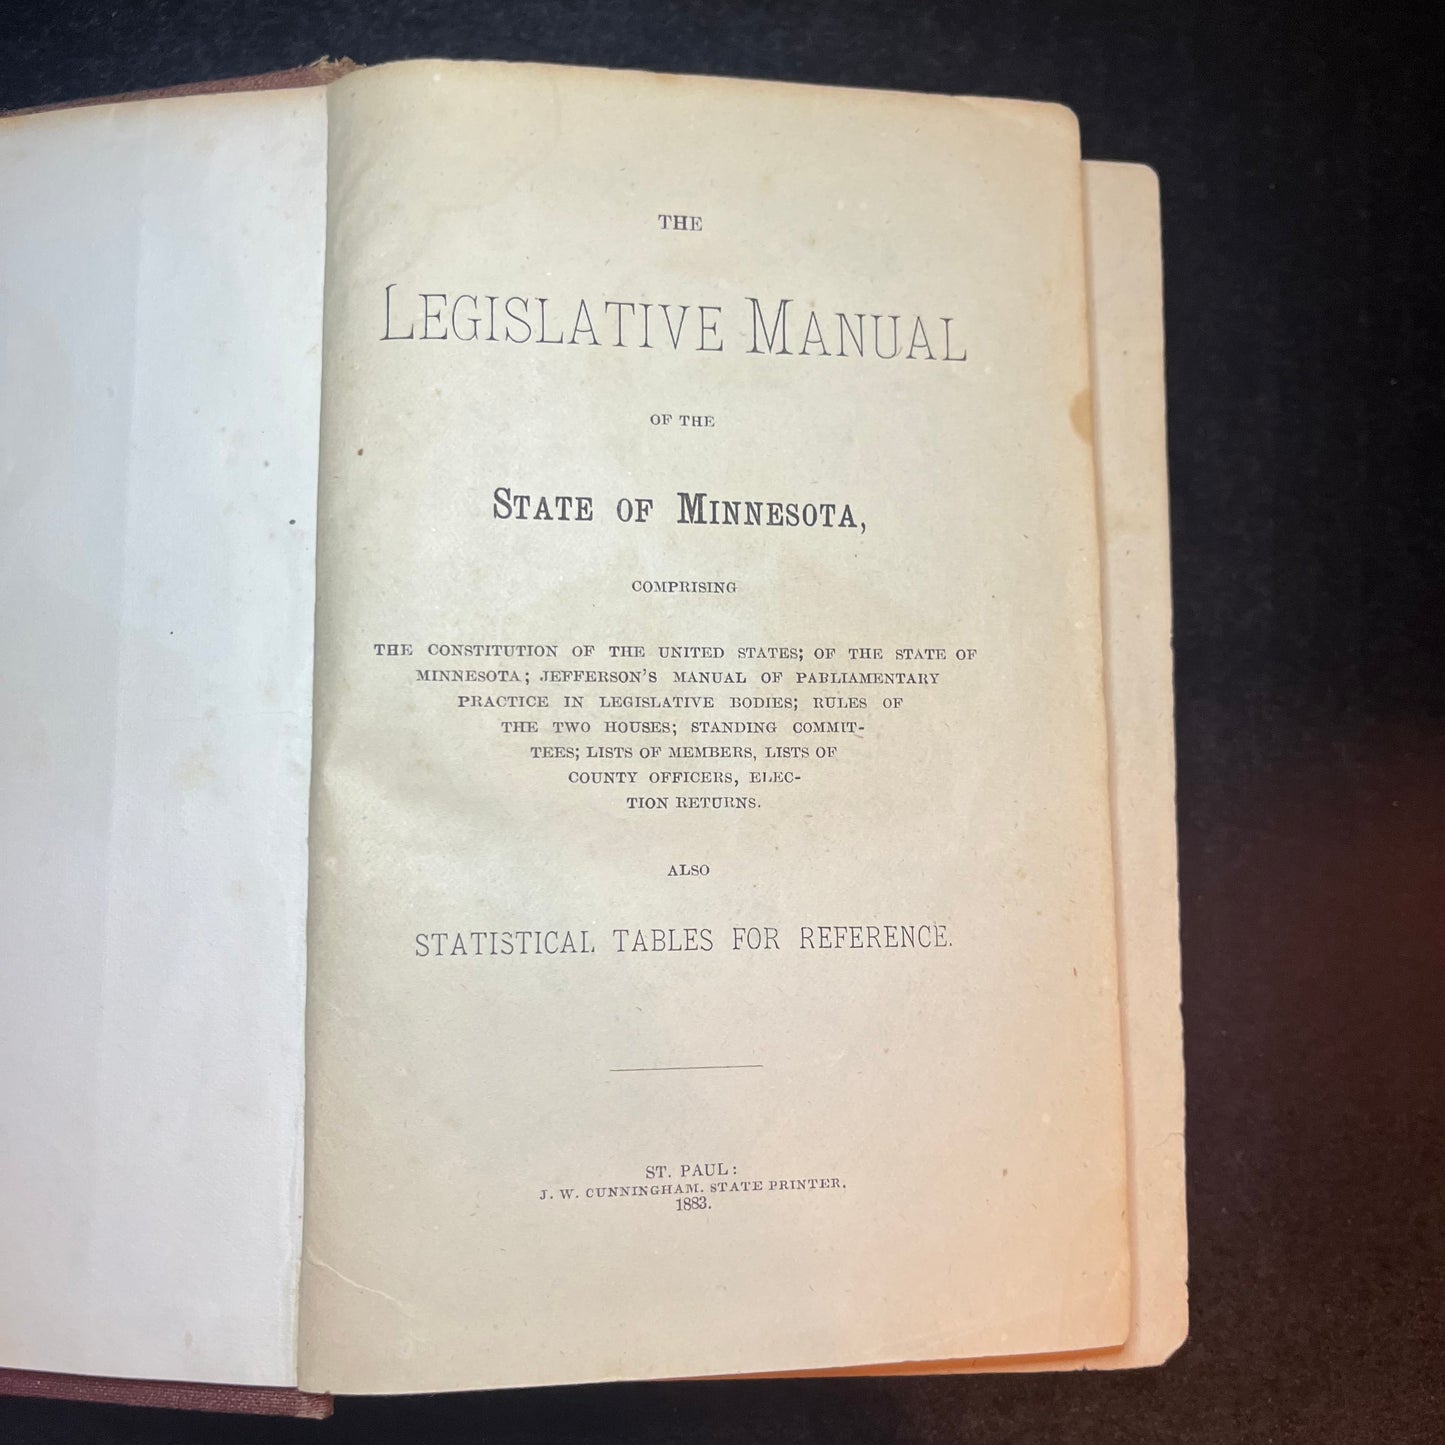 THE
LEGISLATIVE MANUAL
OF THE
STATE OF MINNESOTA,
COMPRISING
THE CONSTITUTION OF THE UNITED STATES; OF THE STATE OF
MINNESOTA; JEFFERSON'S MANUAL OF PARLIAMENTARY
PRACTICE IN LEGISLATIVE BODIES; RULES OF
THE TWO HOUSES; STANDING COMMIT-
TEES; LISTS OF MEMBERS, LISTS OF
COUNTY OFFICERS, ELEC-
TION RETURNS.
ALSO
STATISTICAL TABLES FOR REFERENCE.
ST. PAUL:
J. W. CUNNINGHAM. STATE PRINTER.
1883.